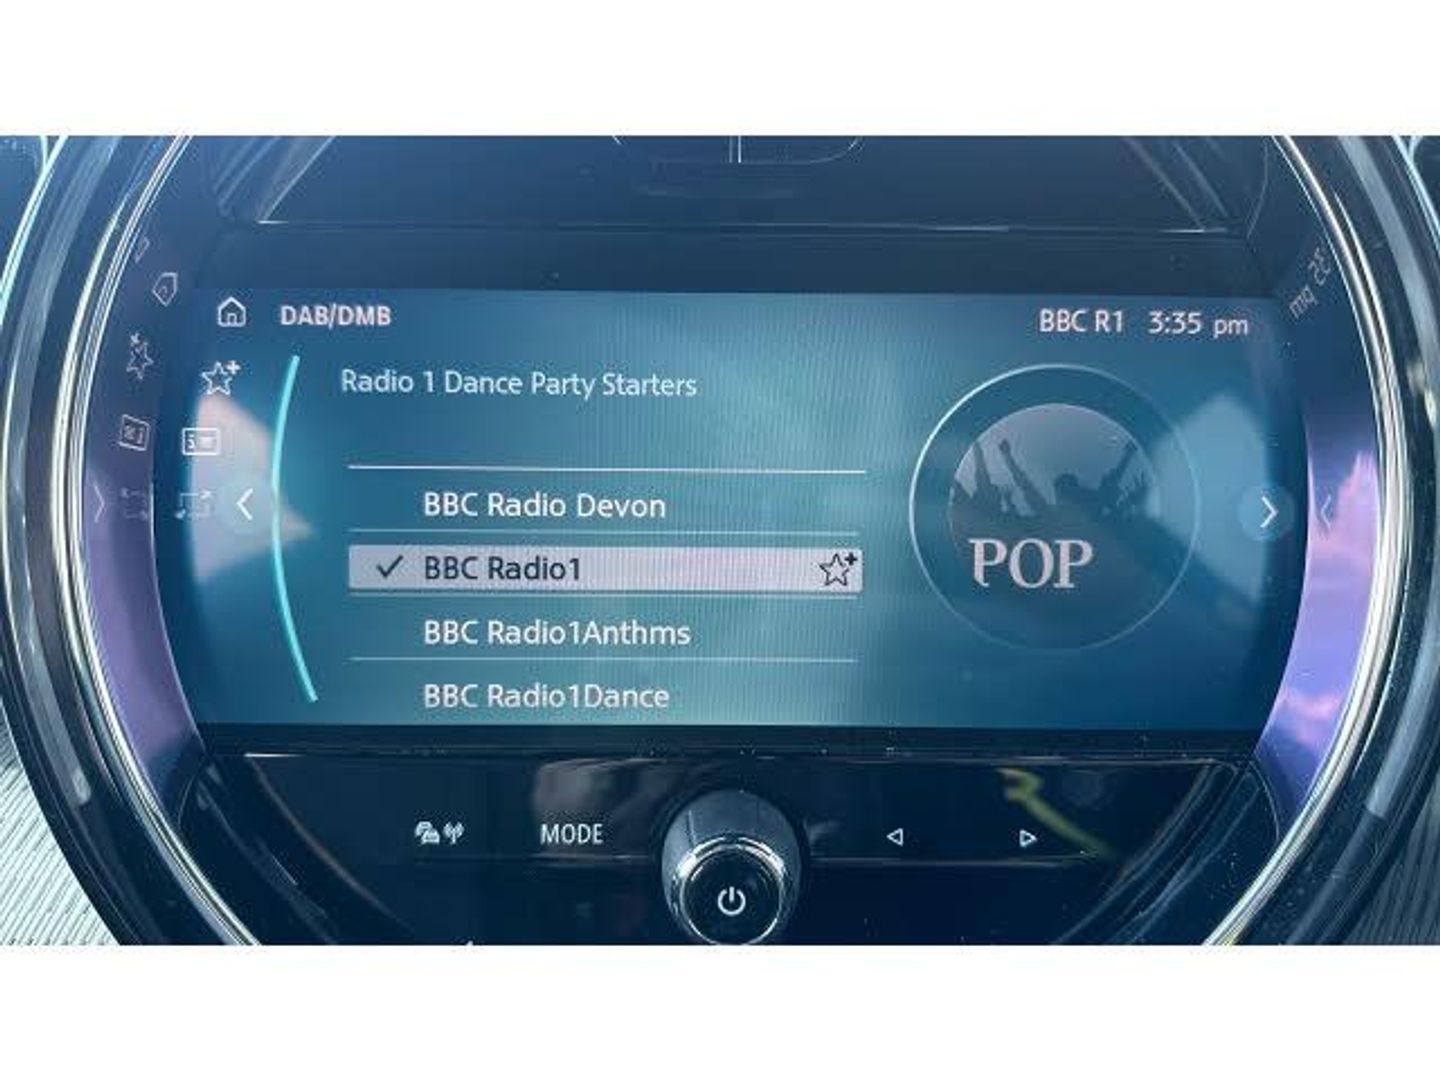 DAB/DMB
BBC R1 3:35 pm
Radio 1 Dance Party Starters
BBC Radio Devon
BBC Radio1
BBC Radio1Anthms
BBC Radio1Dance
POP
MODE